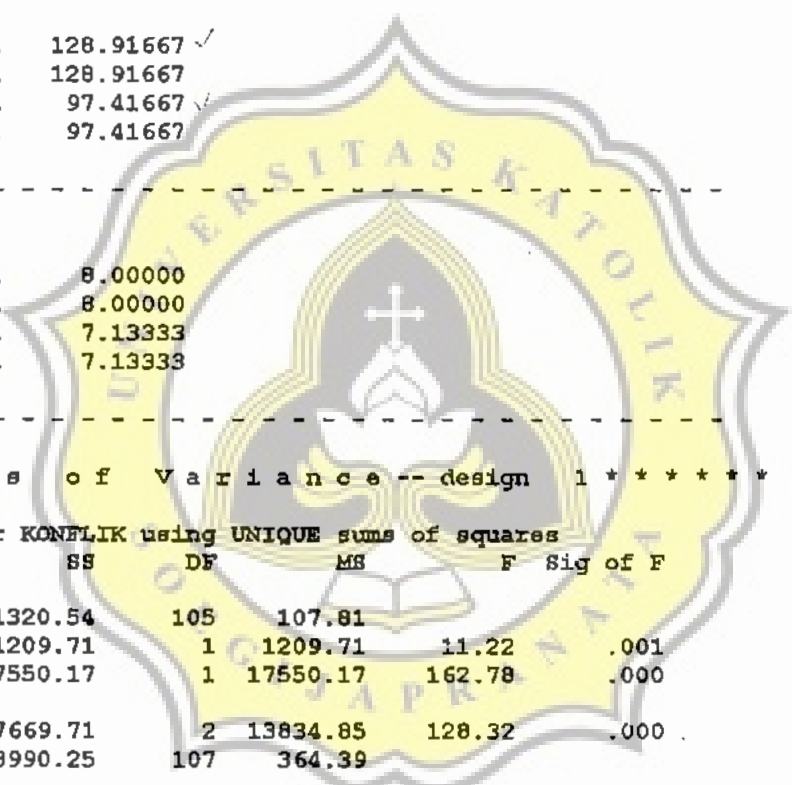 128.91667 ✓
128.91667
97.41667 ✓
97.41667
- - - - - - - - - - - - - - - - - - - - - - - -
8.00000
8.00000
7.13333
7.13333
- - - - - - - - - - - - - - - - - - - - - - - -
s o f V a r i a n c e -- design 1 * * * * * *
KONFLIK using UNIQUE sums of squares
SS DF MS F Sig of F
1320.54 105 107.81
1209.71 1 1209.71 11.22 .001
7550.17 1 17550.17 162.78 .000
7669.71 2 13834.85 128.32 .000 .
8990.25 107 364.39
UNIVERSITAS KATOLIK
SOEGIJAPRANATA